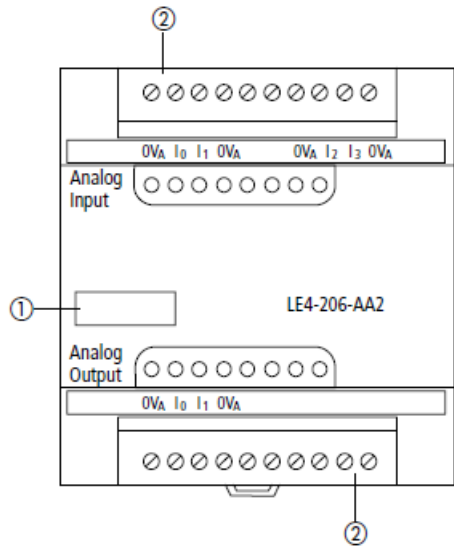 ②
0VA I0 I1 0VA 0VA I2 I3 0VA
Analog
Input
①
LE4-206-AA2
Analog
Output
0VA I0 I1 0VA
②